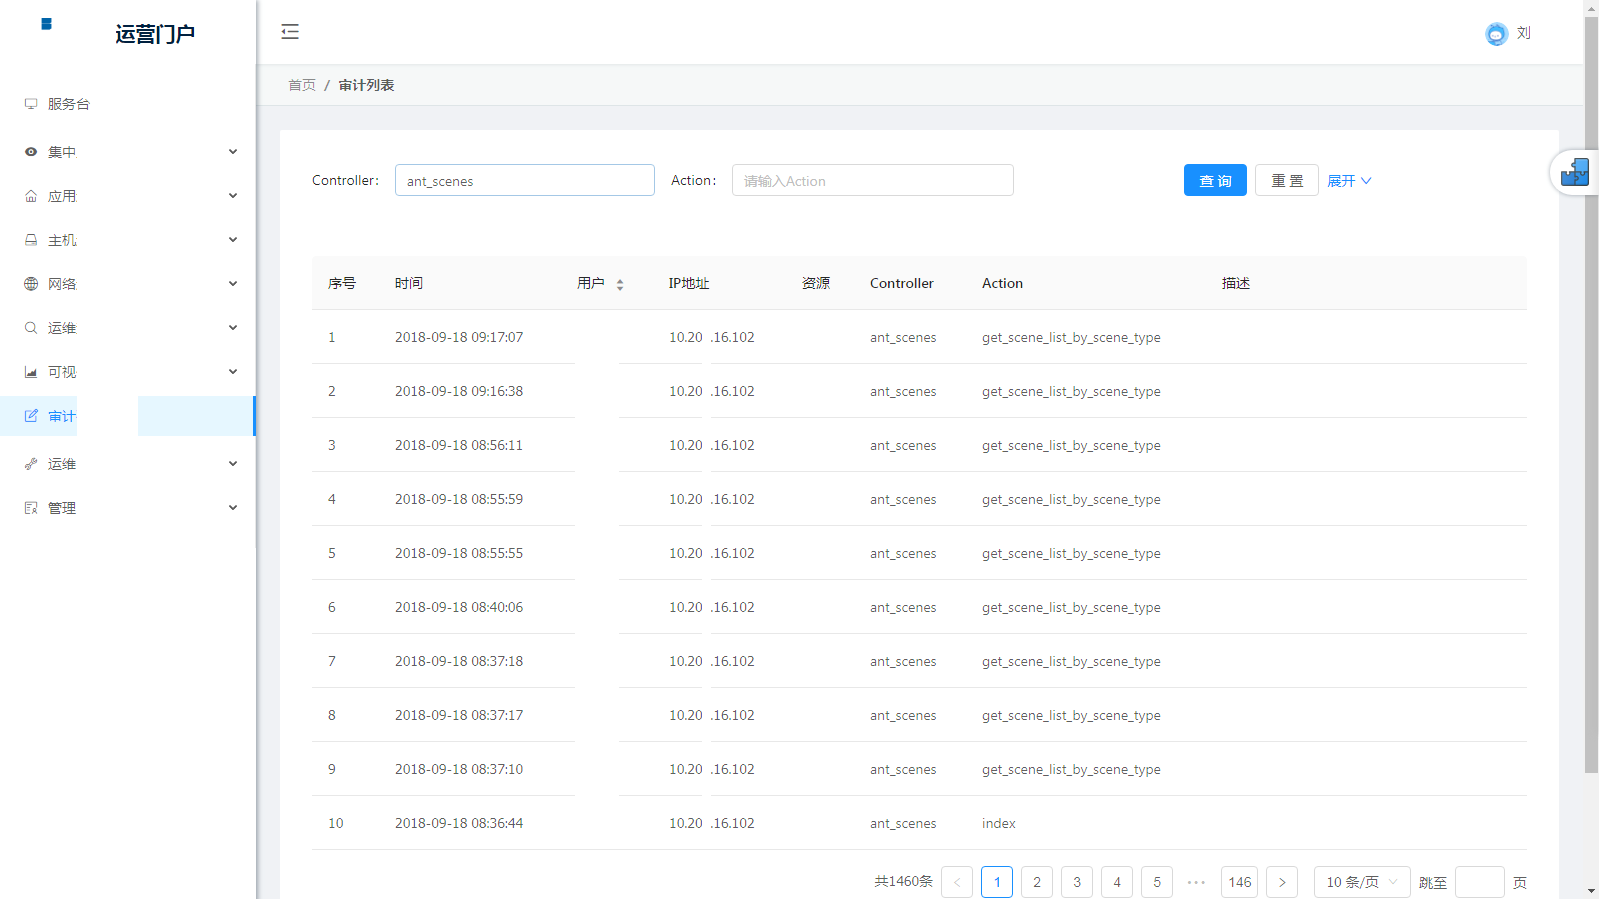 运营门户
刘
首页 / 审计列表
服务台
集中
应用
主机
网络
运维
可视
审计
运维
管理
Controller: ant_scenes Action: 请输入Action 查 询 重 置 展开
序号 时间 用户 IP地址 资源 Controller Action 描述
1 2018-09-18 09:17:07 10.20 .16.102 ant_scenes get_scene_list_by_scene_type
2 2018-09-18 09:16:38 10.20 .16.102 ant_scenes get_scene_list_by_scene_type
3 2018-09-18 08:56:11 10.20 .16.102 ant_scenes get_scene_list_by_scene_type
4 2018-09-18 08:55:59 10.20 .16.102 ant_scenes get_scene_list_by_scene_type
5 2018-09-18 08:55:55 10.20 .16.102 ant_scenes get_scene_list_by_scene_type
6 2018-09-18 08:40:06 10.20 .16.102 ant_scenes get_scene_list_by_scene_type
7 2018-09-18 08:37:18 10.20 .16.102 ant_scenes get_scene_list_by_scene_type
8 2018-09-18 08:37:17 10.20 .16.102 ant_scenes get_scene_list_by_scene_type
9 2018-09-18 08:37:10 10.20 .16.102 ant_scenes get_scene_list_by_scene_type
10 2018-09-18 08:36:44 10.20 .16.102 ant_scenes index
共1460条 < 1 2 3 4 5 ••• 146 > 10 条/页 跳至 页